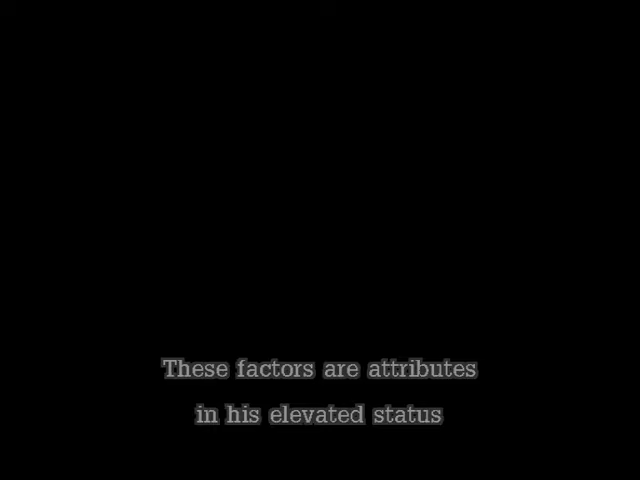 These factors are attributes
in his elevated status